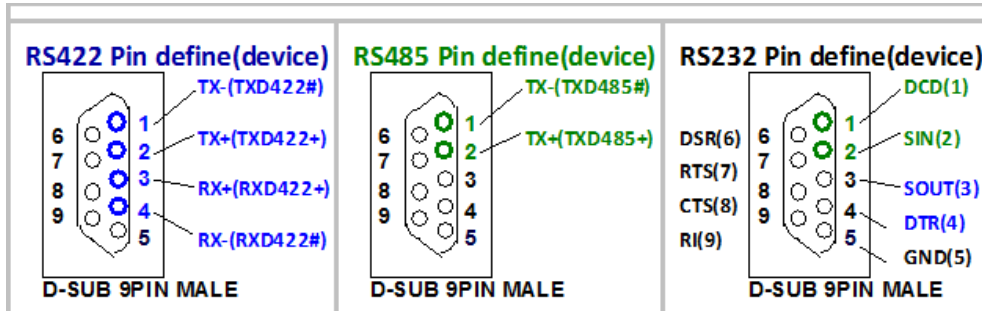 RS422 Pin define(device)
TX-(TXD422#)
1
6
TX+(TXD422+)
2
7
3
RX+(RXD422+)
8
4
9
RX-(RXD422#)
5
D-SUB 9PIN MALE
RS485 Pin define(device)
TX-(TXD485#)
1
6
TX+(TXD485+)
2
7
3
8
4
9
5
D-SUB 9PIN MALE
RS232 Pin define(device)
DCD(1)
1
DSR(6) 6
SIN(2)
2
RTS(7) 7
3
SOUT(3)
CTS(8) 8
4
DTR(4)
RI(9) 9
5
GND(5)
D-SUB 9PIN MALE